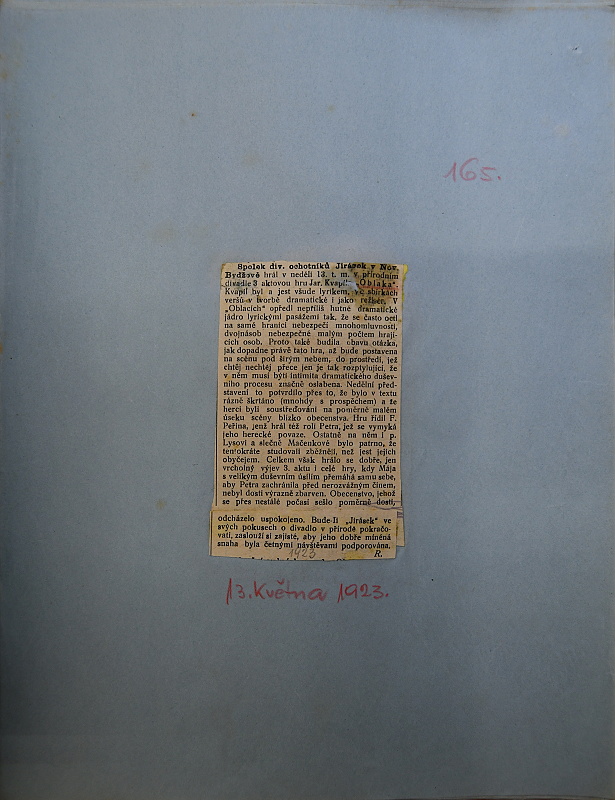 165.
Spolek div. ochotníků Jirásek v Nov.
Bydžově hrál v neděli 13. t. m. v přírodním
divadle 3 aktovou hru Jar. Kvapil: „Oblaka“.
Kvapil byl a jest všude lyrikem, ve sbírkách
veršů v tvorbě dramatické i jako režisér. V
„Oblacích“ opředl nepříliš hutné dramatické
jádro lyrickými pasážemi tak, že se často octl
na samé hranici nebezpečí mnohomluvnosti,
dvojnásob nebezpečné malým počtem hrají-
cích osob. Proto také budila obavu otázka,
jak dopadne právě tato hra, až bude postavena
na scénu pod širým nebem, do prostředí, jež
chtěj nechtěj přece jen je tak rozptylující, že
v něm musí býti intimita dramatického dušev-
ního procesu značně oslabena. Nedělní před-
stavení to potvrdilo přes to, že bylo v textu
rázně škrtáno (mnohdy s prospěchem) a že
herci byli soustřeďováni na poměrně malém
úseku scény blízko obecenstva. Hru řídil F.
Peřina, jenž hrál též roli Petra, jež se vymyká
jeho herecké povaze. Ostatně na něm i p.
Lysovi a slečně Mačenkové bylo patrno, že
tentokráte studovali zběžněji, než jest jejich
obyčejem. Celkem však hrálo se dobře, jen
vrcholný výjev 3. aktu i celé hry, kdy Mája
s velikým duševním úsilím přemáhá samu sebe,
aby Petra zachránila před nerozvážným činem,
nebyl dosti výrazně zbarven. Obecenstvo, jehož
se přes nestálé počasí sešlo poměrně dosti,
odcházelo uspokojeno. Bude-li „Jirásek“ ve
svých pokusech o divadlo v přírodě pokračo-
vati, zaslouží si zajisté, aby jeho dobře míněná
snaha byla četnými návštěvami podporována.
1923 R.
13. Května 1923.